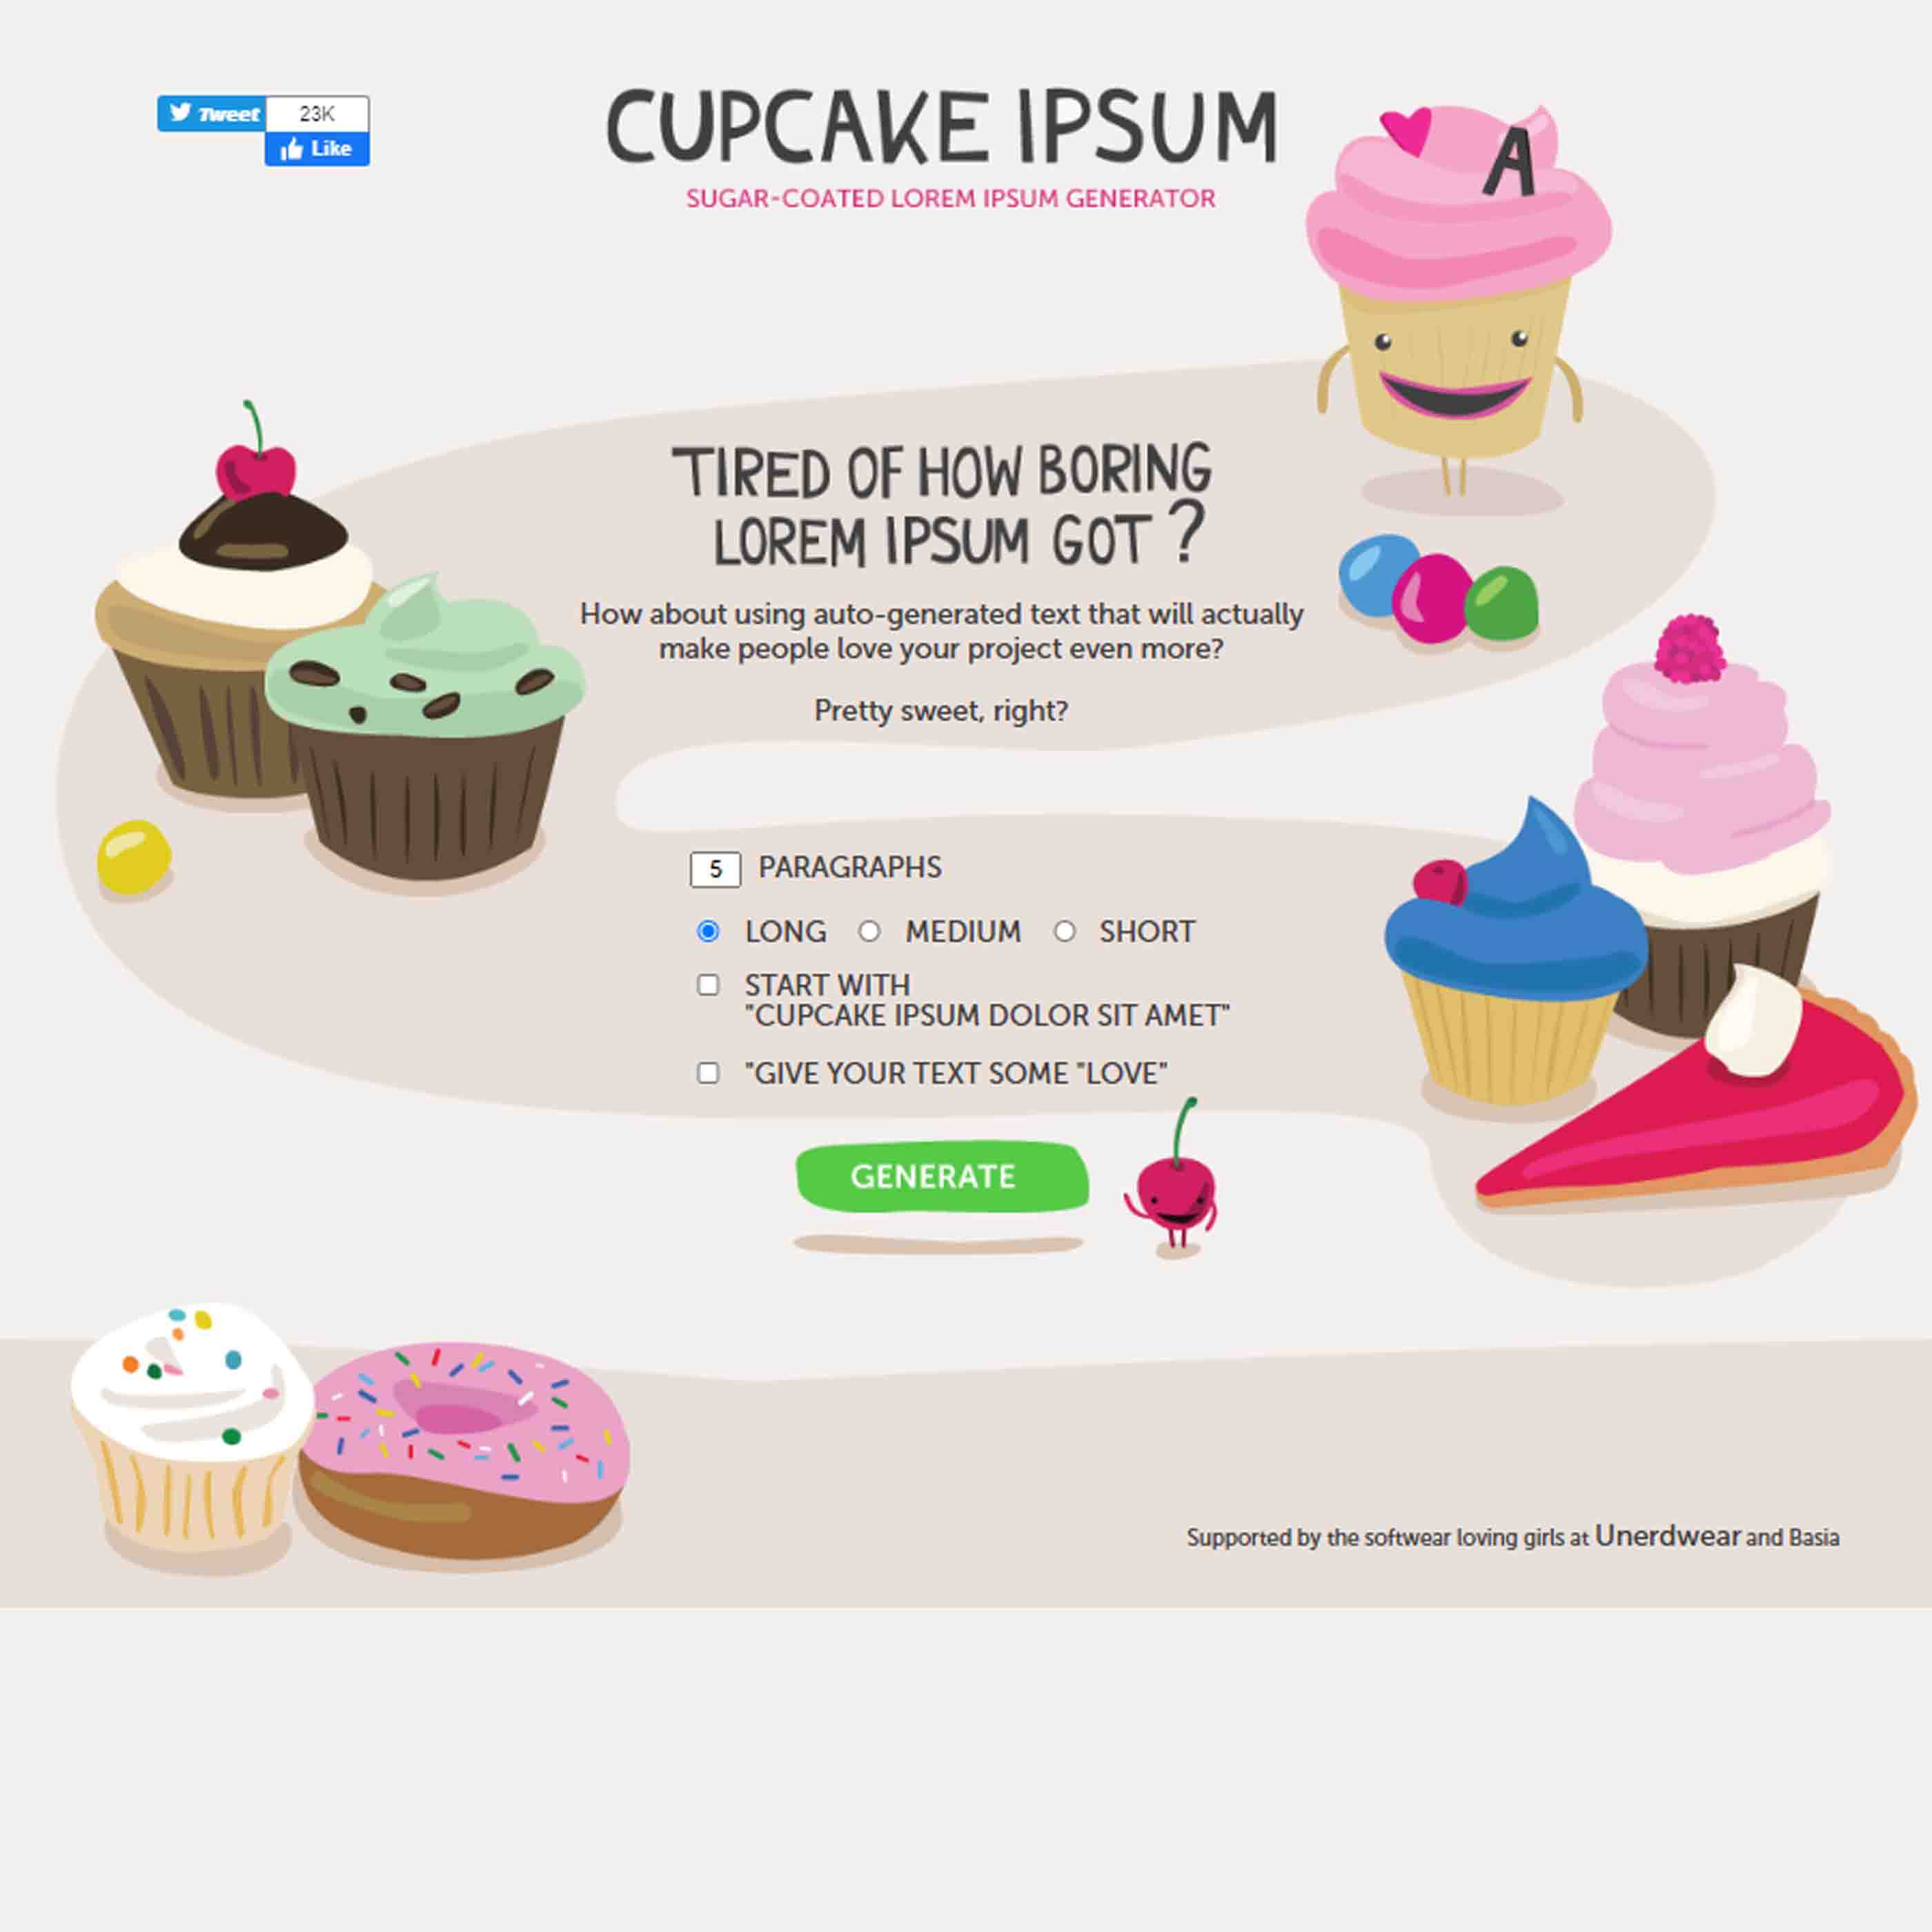 Tweet
23K
Like
CUPCAKE IPSUM
SUGAR-COATED LOREM IPSUM GENERATOR
A
TIRED OF HOW BORING
LOREM IPSUM GOT ?
How about using auto-generated text that will actually
make people love your project even more?
Pretty sweet, right?
5 PARAGRAPHS
LONG MEDIUM SHORT
START WITH
"CUPCAKE IPSUM DOLOR SIT AMET"
"GIVE YOUR TEXT SOME "LOVE"
GENERATE
Supported by the softwear loving girls at Unerdwear and Basia